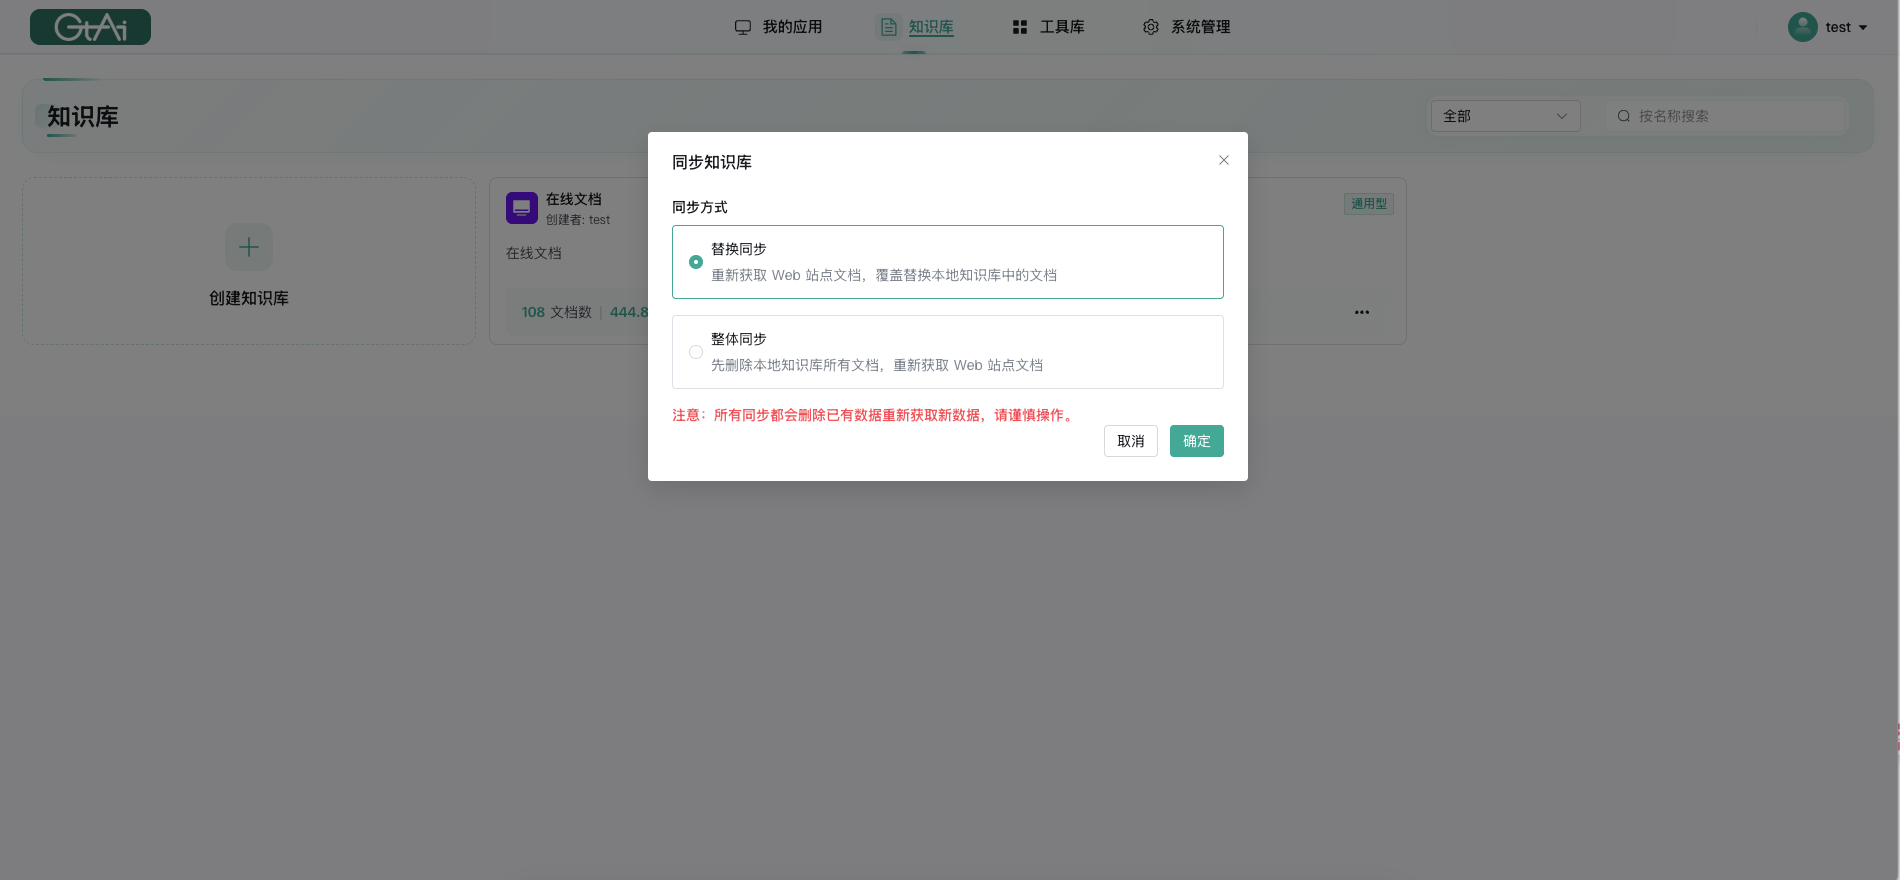 GtAi
我的应用
知识库
工具库
系统管理
test
知识库
全部
按名称搜索
创建知识库
在线文档
创建者: test
在线文档
108 文档数 | 444.8
通用型
同步知识库
同步方式
替换同步
重新获取 Web 站点文档，覆盖替换本地知识库中的文档
整体同步
先删除本地知识库所有文档，重新获取 Web 站点文档
注意：所有同步都会删除已有数据重新获取新数据，请谨慎操作。
取消
确定